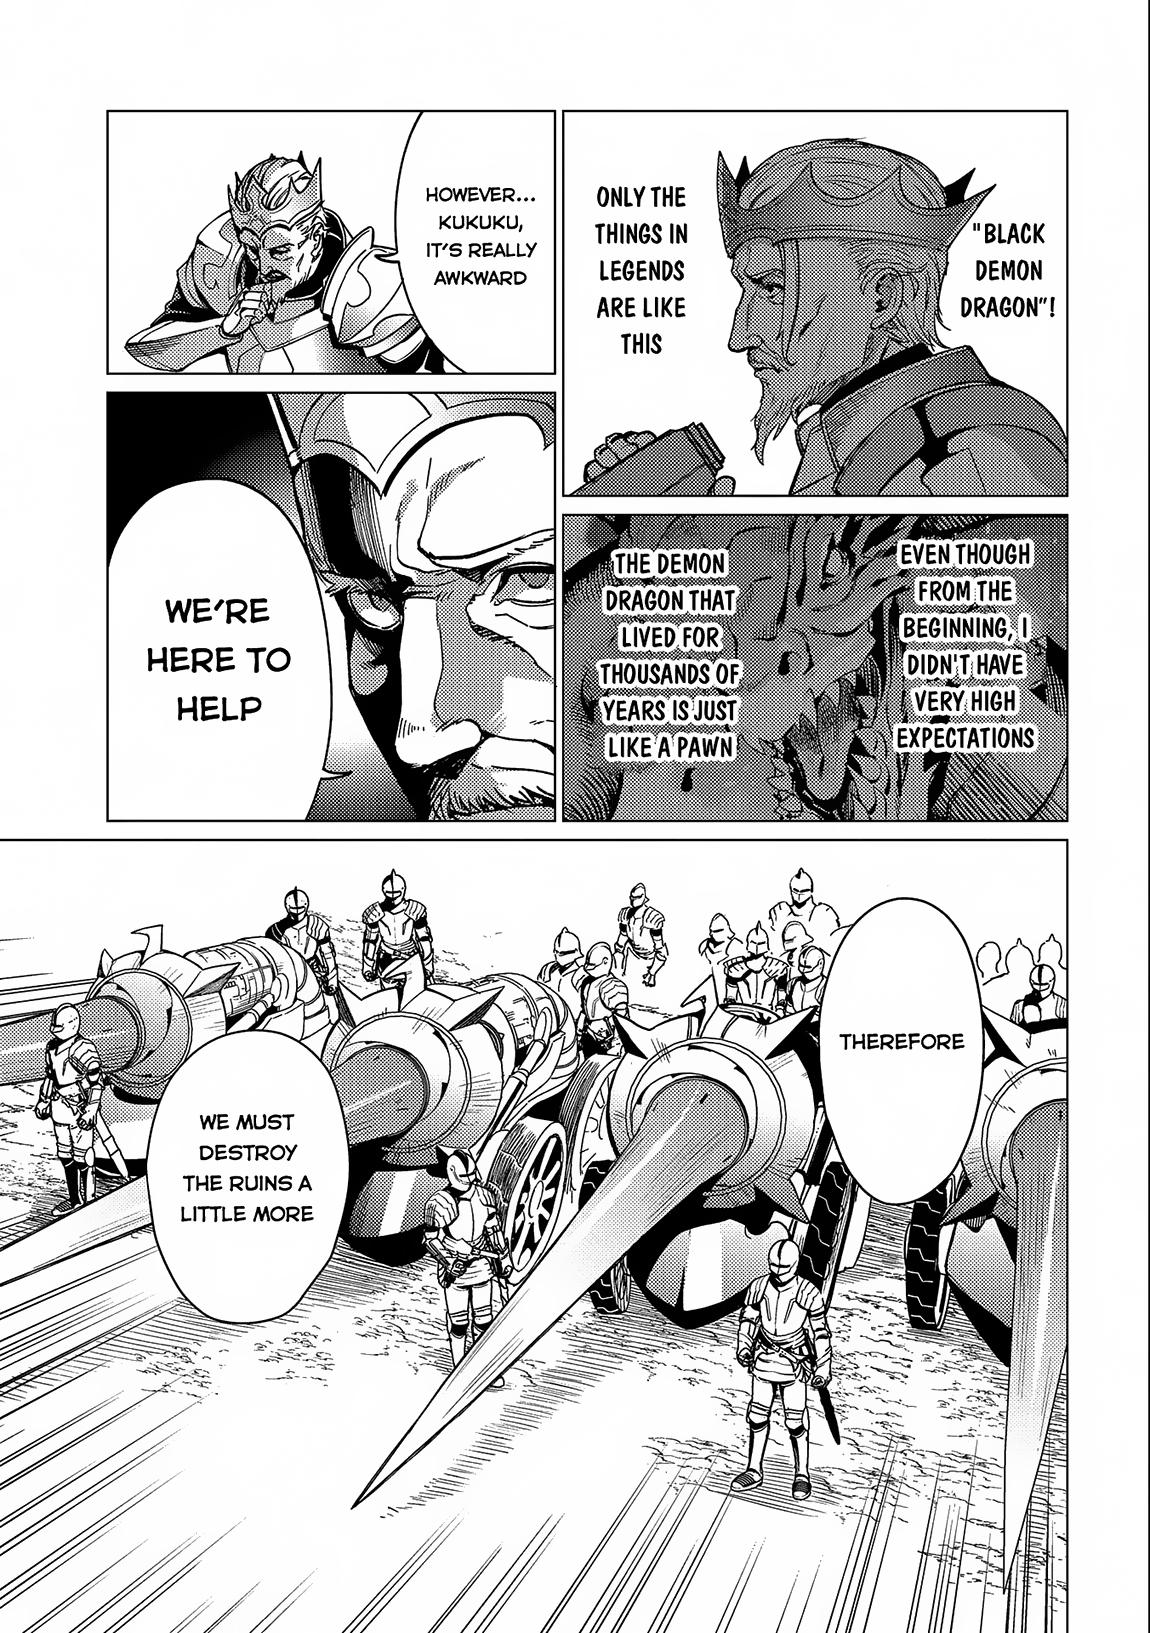 "BLACK
DEMON
DRAGON"!
ONLY THE
THINGS IN
LEGENDS
ARE LIKE
THIS
EVEN THOUGH
FROM THE
BEGINNING, I
DIDN'T HAVE
VERY HIGH
EXPECTATIONS
THE DEMON
DRAGON THAT
LIVED FOR
THOUSANDS OF
YEARS IS JUST
LIKE A PAWN
HOWEVER...
KUKUKU,
IT'S REALLY
AWKWARD
WE'RE
HERE TO
HELP
THEREFORE
WE MUST
DESTROY
THE RUINS A
LITTLE MORE